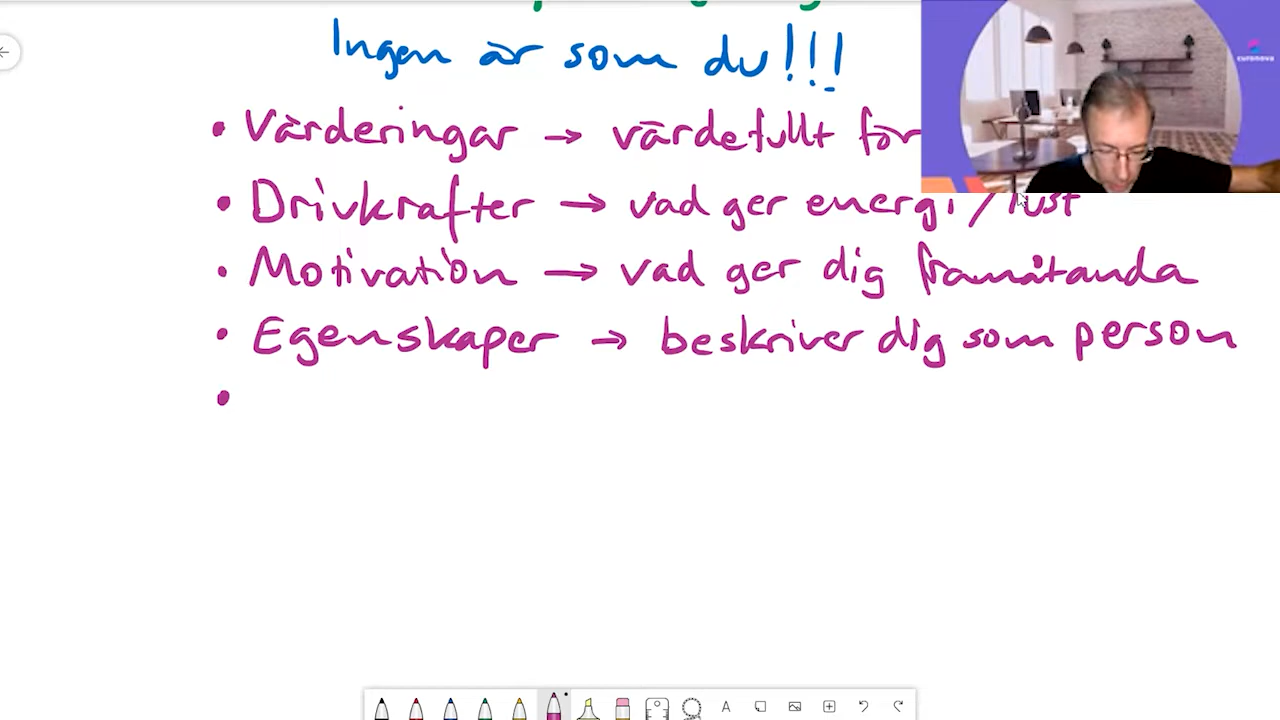 Ingen är som du!!!
curonova
• Värderingar → värdefullt för
• Drivkrafter → vad ger energi/lust
• Motivation → vad ger dig framåtanda
• Egenskaper → beskriver dig som person
•
A